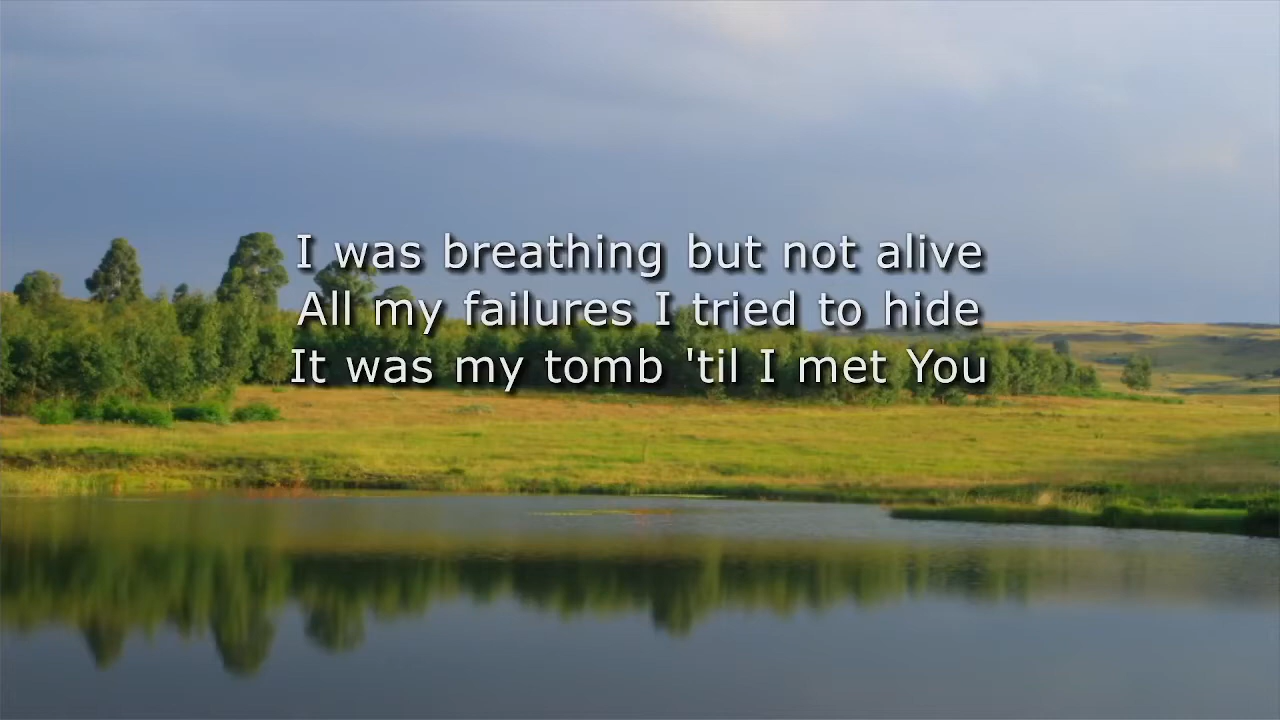 I was breathing but not alive
All my failures I tried to hide
It was my tomb 'til I met You